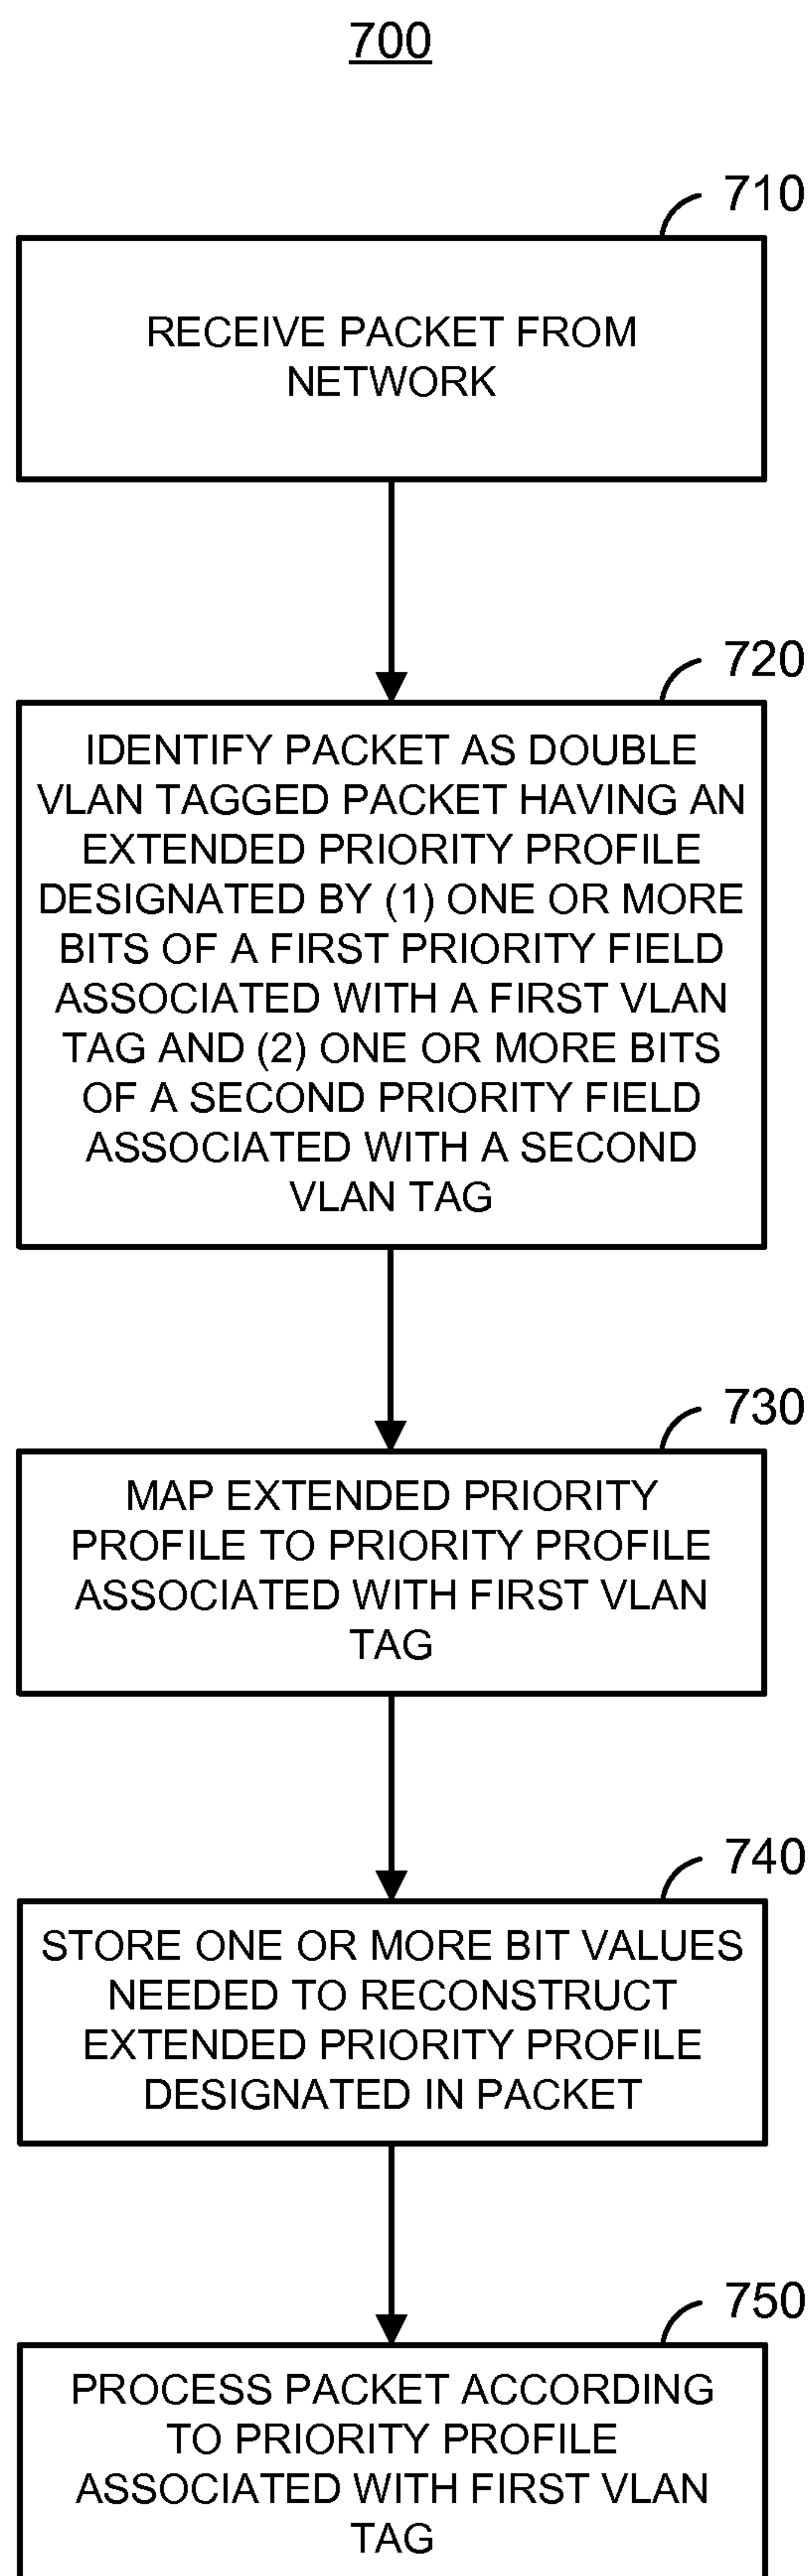 700
710
RECEIVE PACKET FROM
NETWORK
720
IDENTIFY PACKET AS DOUBLE
VLAN TAGGED PACKET HAVING AN
EXTENDED PRIORITY PROFILE
DESIGNATED BY (1) ONE OR MORE
BITS OF A FIRST PRIORITY FIELD
ASSOCIATED WITH A FIRST VLAN
TAG AND (2) ONE OR MORE BITS
OF A SECOND PRIORITY FIELD
ASSOCIATED WITH A SECOND
VLAN TAG
730
MAP EXTENDED PRIORITY
PROFILE TO PRIORITY PROFILE
ASSOCIATED WITH FIRST VLAN
TAG
740
STORE ONE OR MORE BIT VALUES
NEEDED TO RECONSTRUCT
EXTENDED PRIORITY PROFILE
DESIGNATED IN PACKET
750
PROCESS PACKET ACCORDING
TO PRIORITY PROFILE
ASSOCIATED WITH FIRST VLAN
TAG